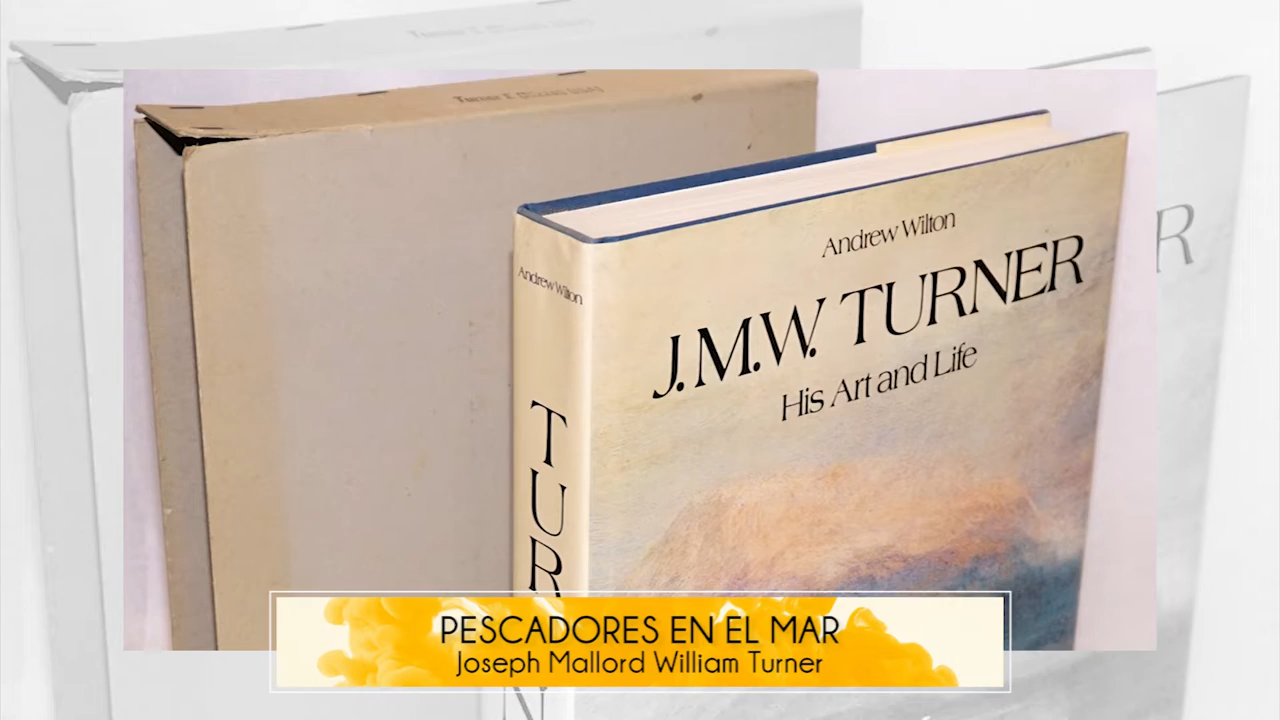 Andrew Wilton
J.M.W. TURNER
His Art and Life
Andrew Wilton
TUR
PESCADORES EN EL MAR
Joseph Mallord William Turner